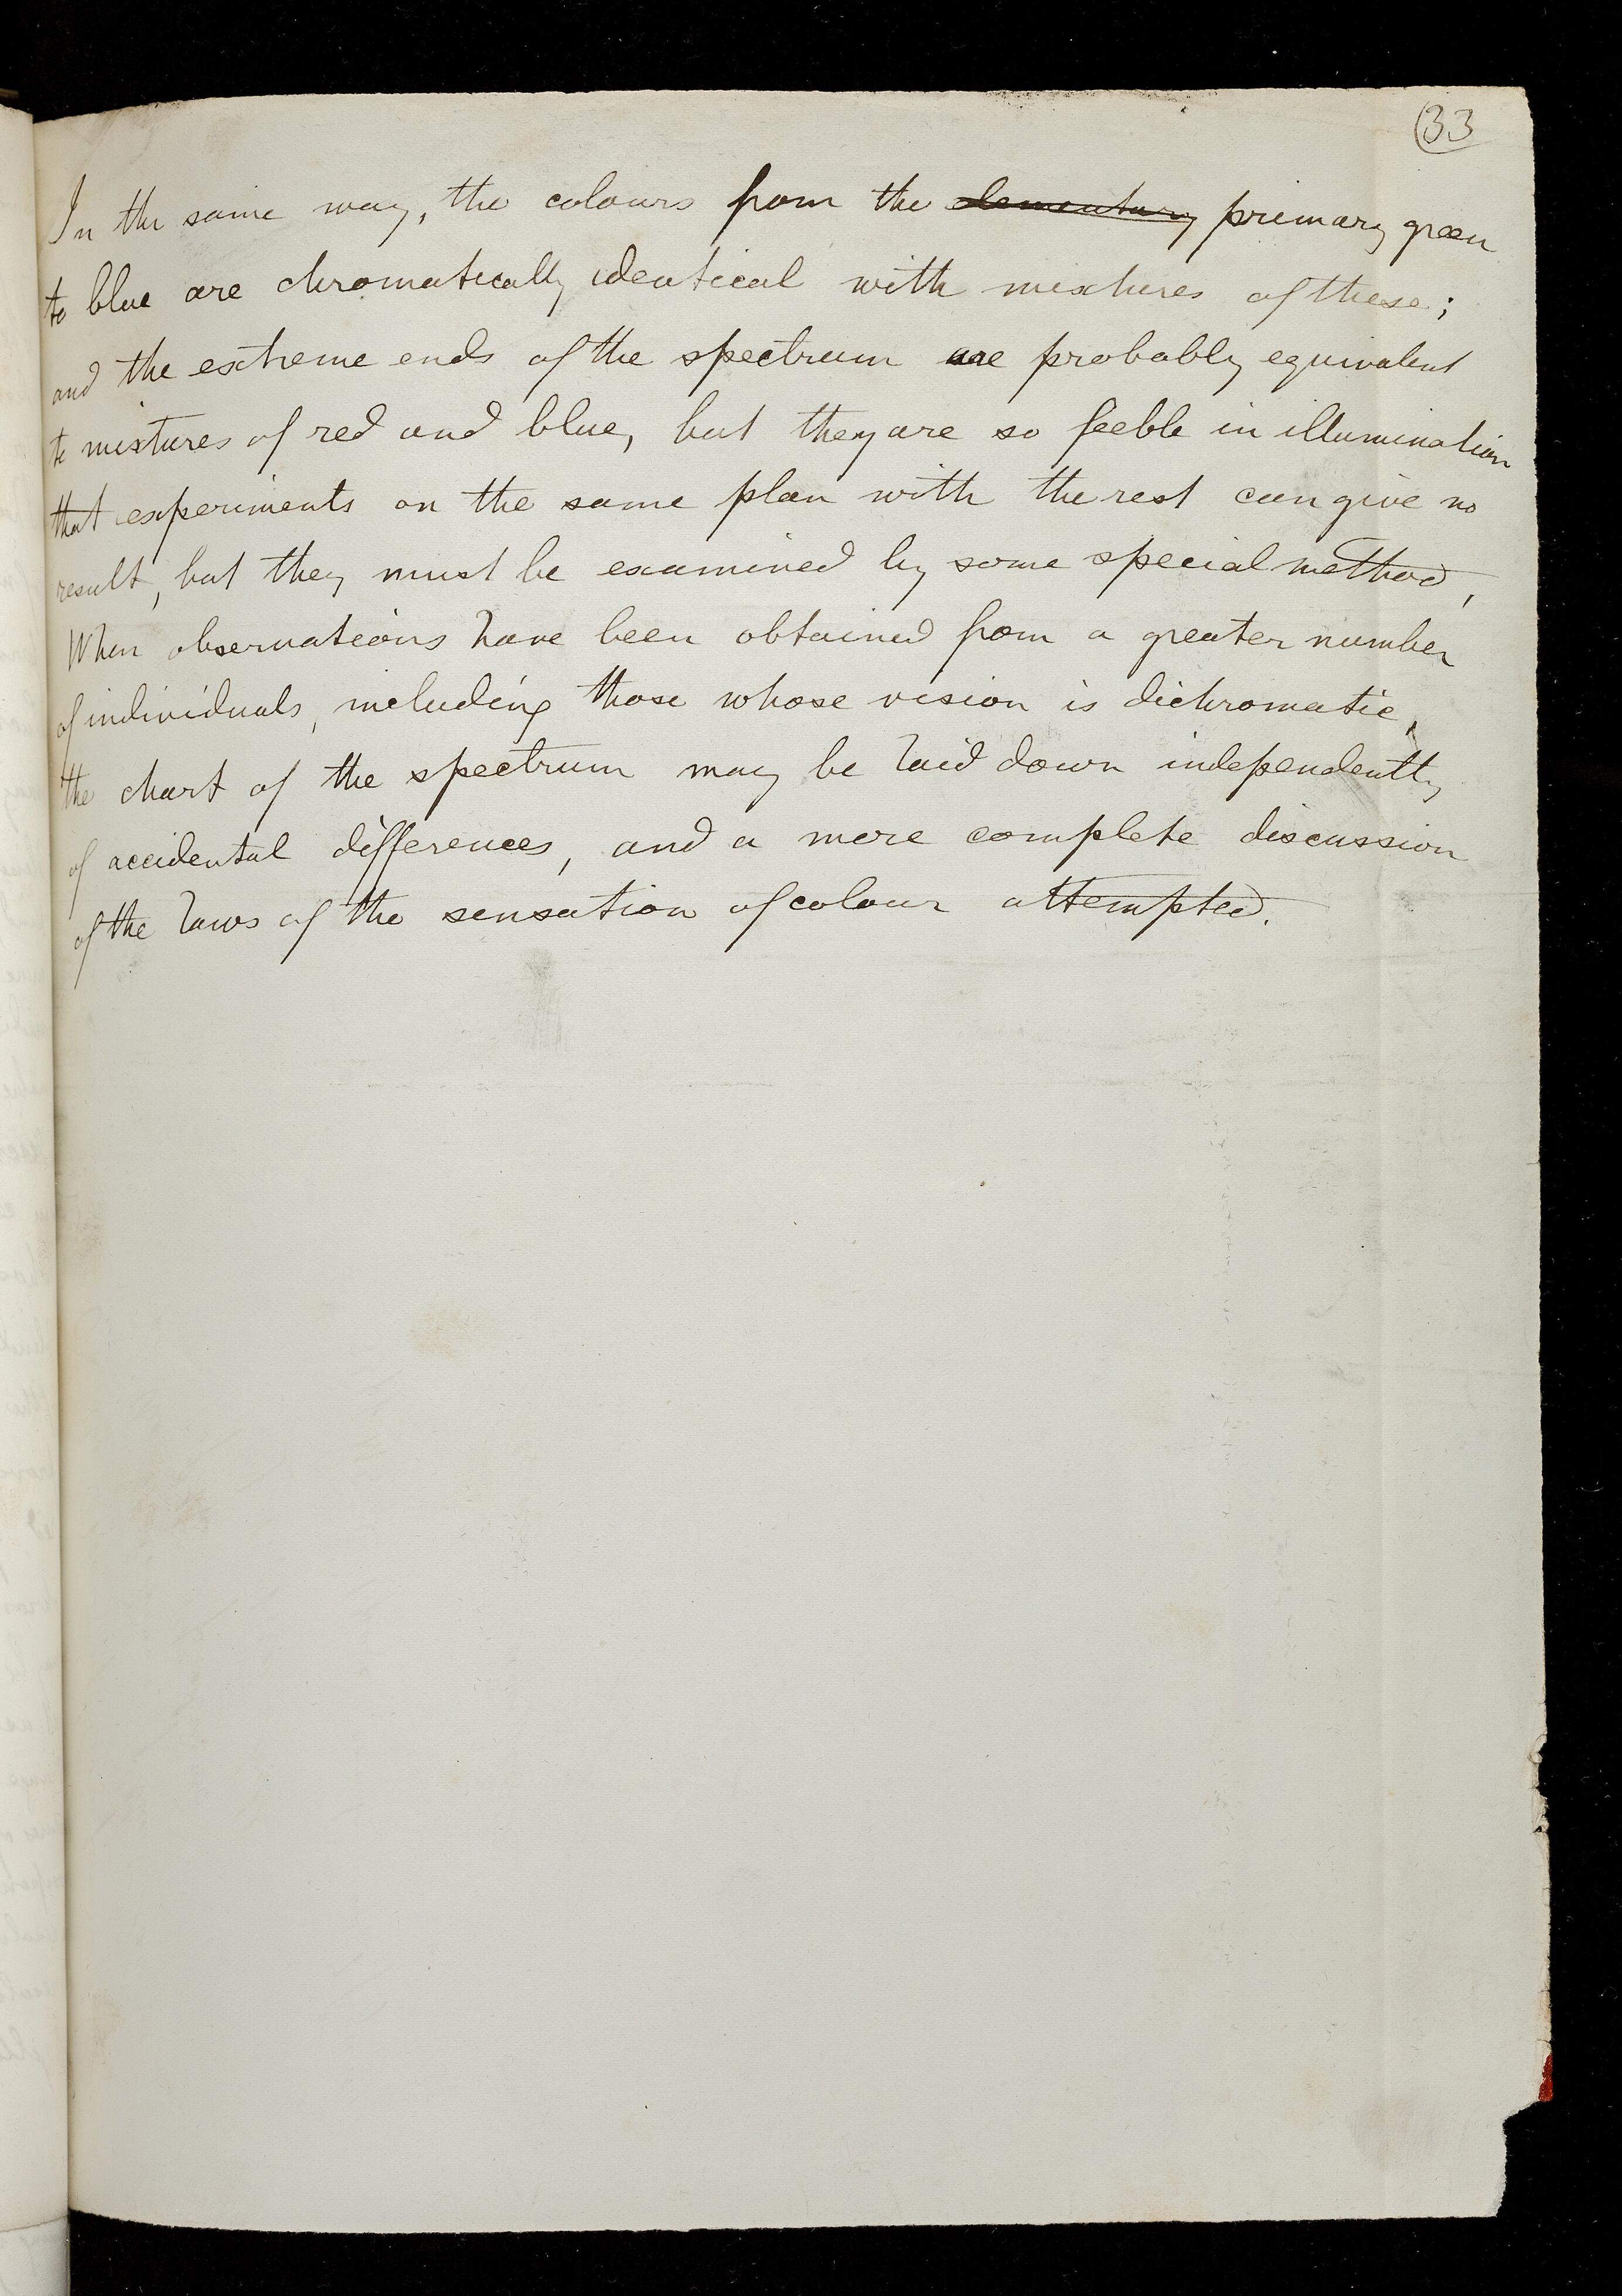 33
In the same way, the colours from the elementary primary green
to blue are chromatically identical with mixtures of these;
and the extreme ends of the spectrum are probably equivalent
to mixtures of red and blue, but they are so feeble in illumination
that experiments on the same plan with the rest can give no
result, but they must be examined by some special method,
When observations have been obtained from a greater number
of individuals, including those whose vision is dichromatic,
the chart of the spectrum may be laid down independently
of accidental differences, and a more complete discussion
of the laws of the sensation of colour attempted.